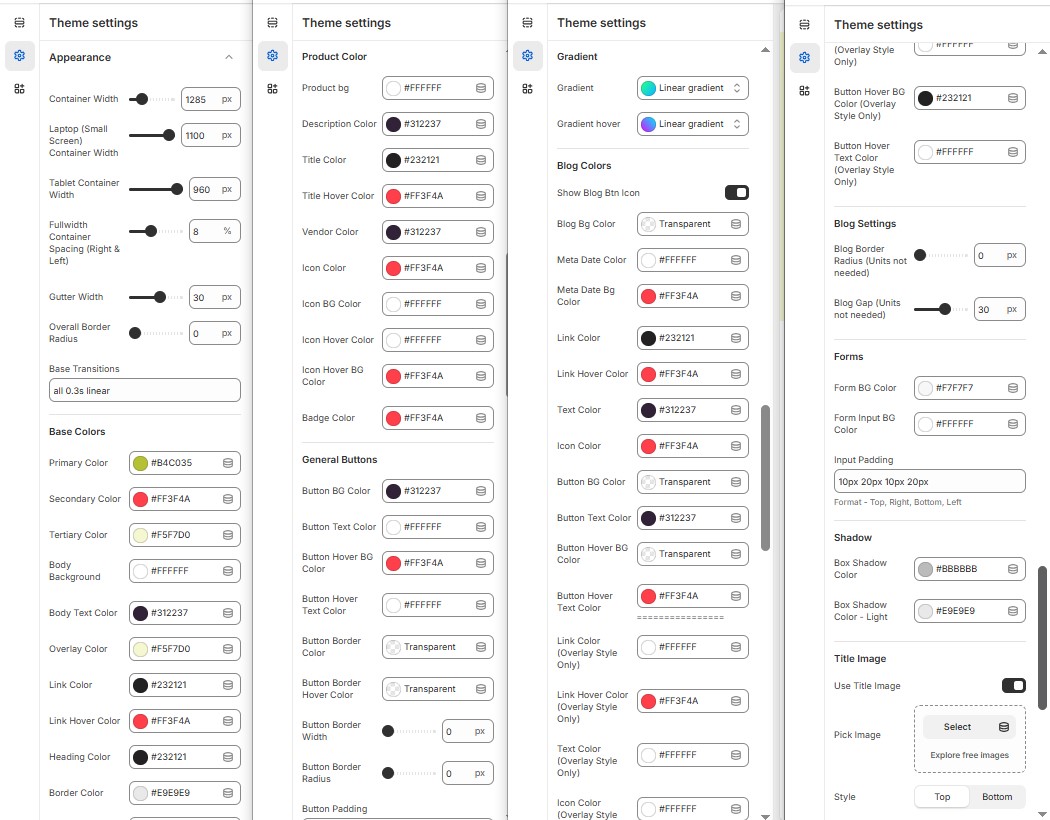 Theme settings
Appearance
Container Width
1285 px
Laptop (Small
Screen)
Container Width
1100 px
Tablet Container
Width
960 px
Fullwidth
Container
Spacing (Right &
Left)
8 %
Gutter Width
30 px
Overall Border
Radius
0 px
Base Transitions
all 0.3s linear
Base Colors
Primary Color
#B4C035
Secondary Color
#FF3F4A
Tertiary Color
#F5F7D0
Body
Background
#FFFFFF
Body Text Color
#312237
Overlay Color
#F5F7D0
Link Color
#232121
Link Hover Color
#FF3F4A
Heading Color
#232121
Border Color
#E9E9E9
Theme settings
Product Color
Product bg
#FFFFFF
Description Color
#312237
Title Color
#232121
Title Hover Color
#FF3F4A
Vendor Color
#312237
Icon Color
#FF3F4A
Icon BG Color
#FFFFFF
Icon Hover Color
#FFFFFF
Icon Hover BG
Color
#FF3F4A
Badge Color
#FF3F4A
General Buttons
Button BG Color
#312237
Button Text Color
#FFFFFF
Button Hover BG
Color
#FF3F4A
Button Hover
Text Color
#FFFFFF
Button Border
Color
Transparent
Button Border
Hover Color
Transparent
Button Border
Width
0 px
Button Border
Radius
0 px
Button Padding
Theme settings
Gradient
Gradient
Linear gradient
Gradient hover
Linear gradient
Blog Colors
Show Blog Btn Icon
Blog Bg Color
Transparent
Meta Date Color
#FFFFFF
Meta Date Bg
Color
#FF3F4A
Link Color
#232121
Link Hover Color
#FF3F4A
Text Color
#312237
Icon Color
#FF3F4A
Button BG Color
Transparent
Button Text Color
#312237
Button Hover BG
Color
Transparent
Button Hover
Text Color
#FF3F4A
================
Link Color
(Overlay Style
Only)
#FFFFFF
Link Hover Color
(Overlay Style
Only)
#FF3F4A
Text Color
(Overlay Style
Only)
#FFFFFF
Icon Color
(Overlay Style
#FFFFFF
Theme settings
(Overlay Style
Only)
#FFFFFF
Button Hover BG
Color (Overlay
Style Only)
#232121
Button Hover
Text Color
(Overlay Style
Only)
#FFFFFF
Blog Settings
Blog Border
Radius (Units not
needed)
0 px
Blog Gap (Units
not needed)
30 px
Forms
Form BG Color
#F7F7F7
Form Input BG
Color
#FFFFFF
Input Padding
10px 20px 10px 20px
Format - Top, Right, Bottom, Left
Shadow
Box Shadow
Color
#BBBBBB
Box Shadow
Color - Light
#E9E9E9
Title Image
Use Title Image
Pick Image
Select
Explore free images
Style
Top
Bottom